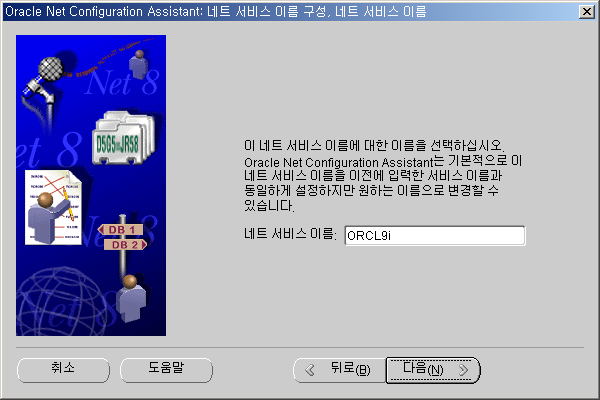 Oracle Net Configuration Assistant: 네트 서비스 이름 구성, 네트 서비스 이름
Net 8
D5G5 JR58
et 8
DB 1
DB 2
Net 8
Net 8
이 네트 서비스 이름에 대한 이름을 선택하십시오.
Oracle Net Configuration Assistant는 기본적으로 이
네트 서비스 이름을 이전에 입력한 서비스 이름과
동일하게 설정하지만 원하는 이름으로 변경할 수
있습니다.
네트 서비스 이름: ORCL9i
취소
도움말
뒤로(B)
다음(N)